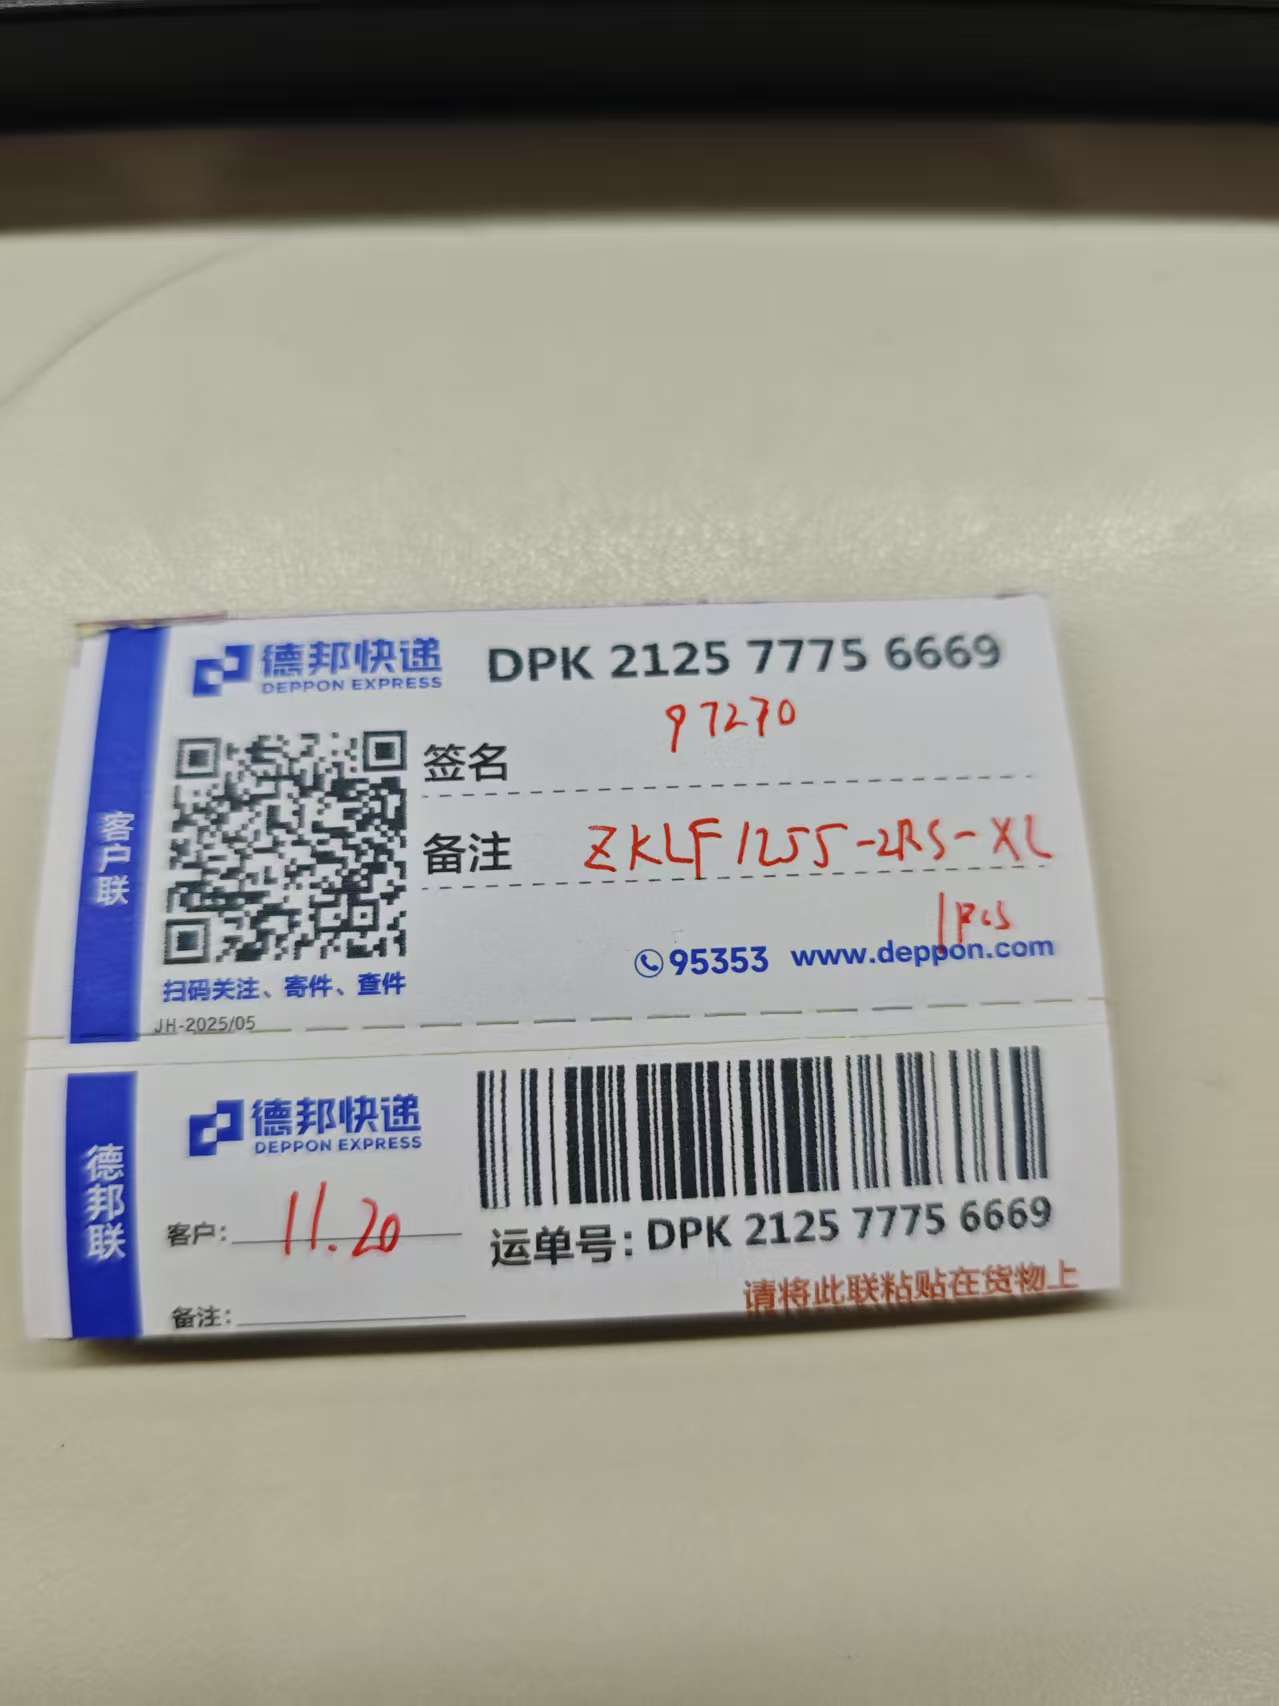 德邦快递
DEPPON EXPRESS
DPK 2125 7775 6669
97270
签名
客户联
备注 ZKLF1255-2RS-XL
1pcs
95353 www.deppon.com
扫码关注、寄件、查件
JH-2025/05
德邦快递
DEPPON EXPRESS
德邦联
客户: 11.20
运单号: DPK 2125 7775 6669
备注:
请将此联粘贴在货物上